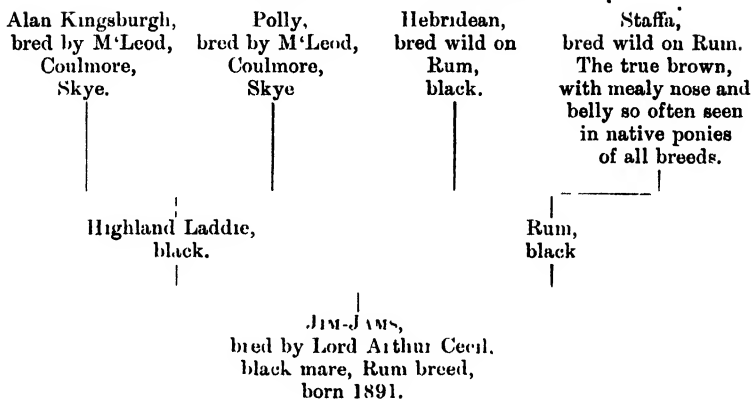 Alan Kingsburgh,
bred by M‘Leod,
Coulmore,
Skye.
Polly,
bred by M‘Leod,
Coulmore,
Skye
Hebridean,
bred wild on
Rum,
black.
Staffa,
bred wild on Rum.
The true brown,
with mealy nose and
belly so often seen
in native ponies
of all breeds.
Highland Laddie,
black.
Rum,
black
JIM-JAMS,
bred by Lord Arthur Cecil.
black mare, Rum breed,
born 1891.